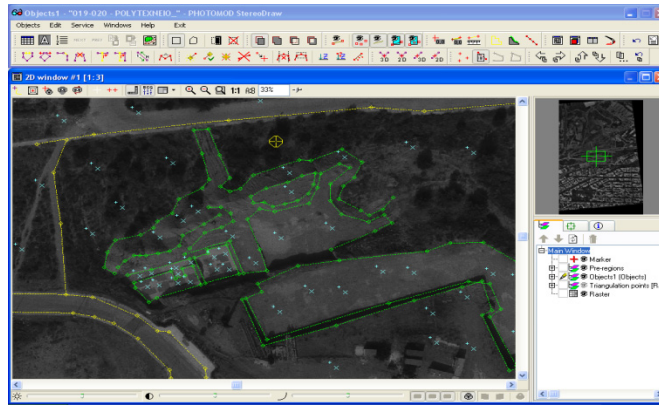 Objects1 - "019-020 - POLYTEXNEIO_" - PHOTOMOD StereoDraw
Objects Edit Service Windows Help Exit
2D window #1 [1:3]
1:1 33%
Main Window
Marker
Pre-regions
Objects1 (Objects)
Triangulation points [R
Raster